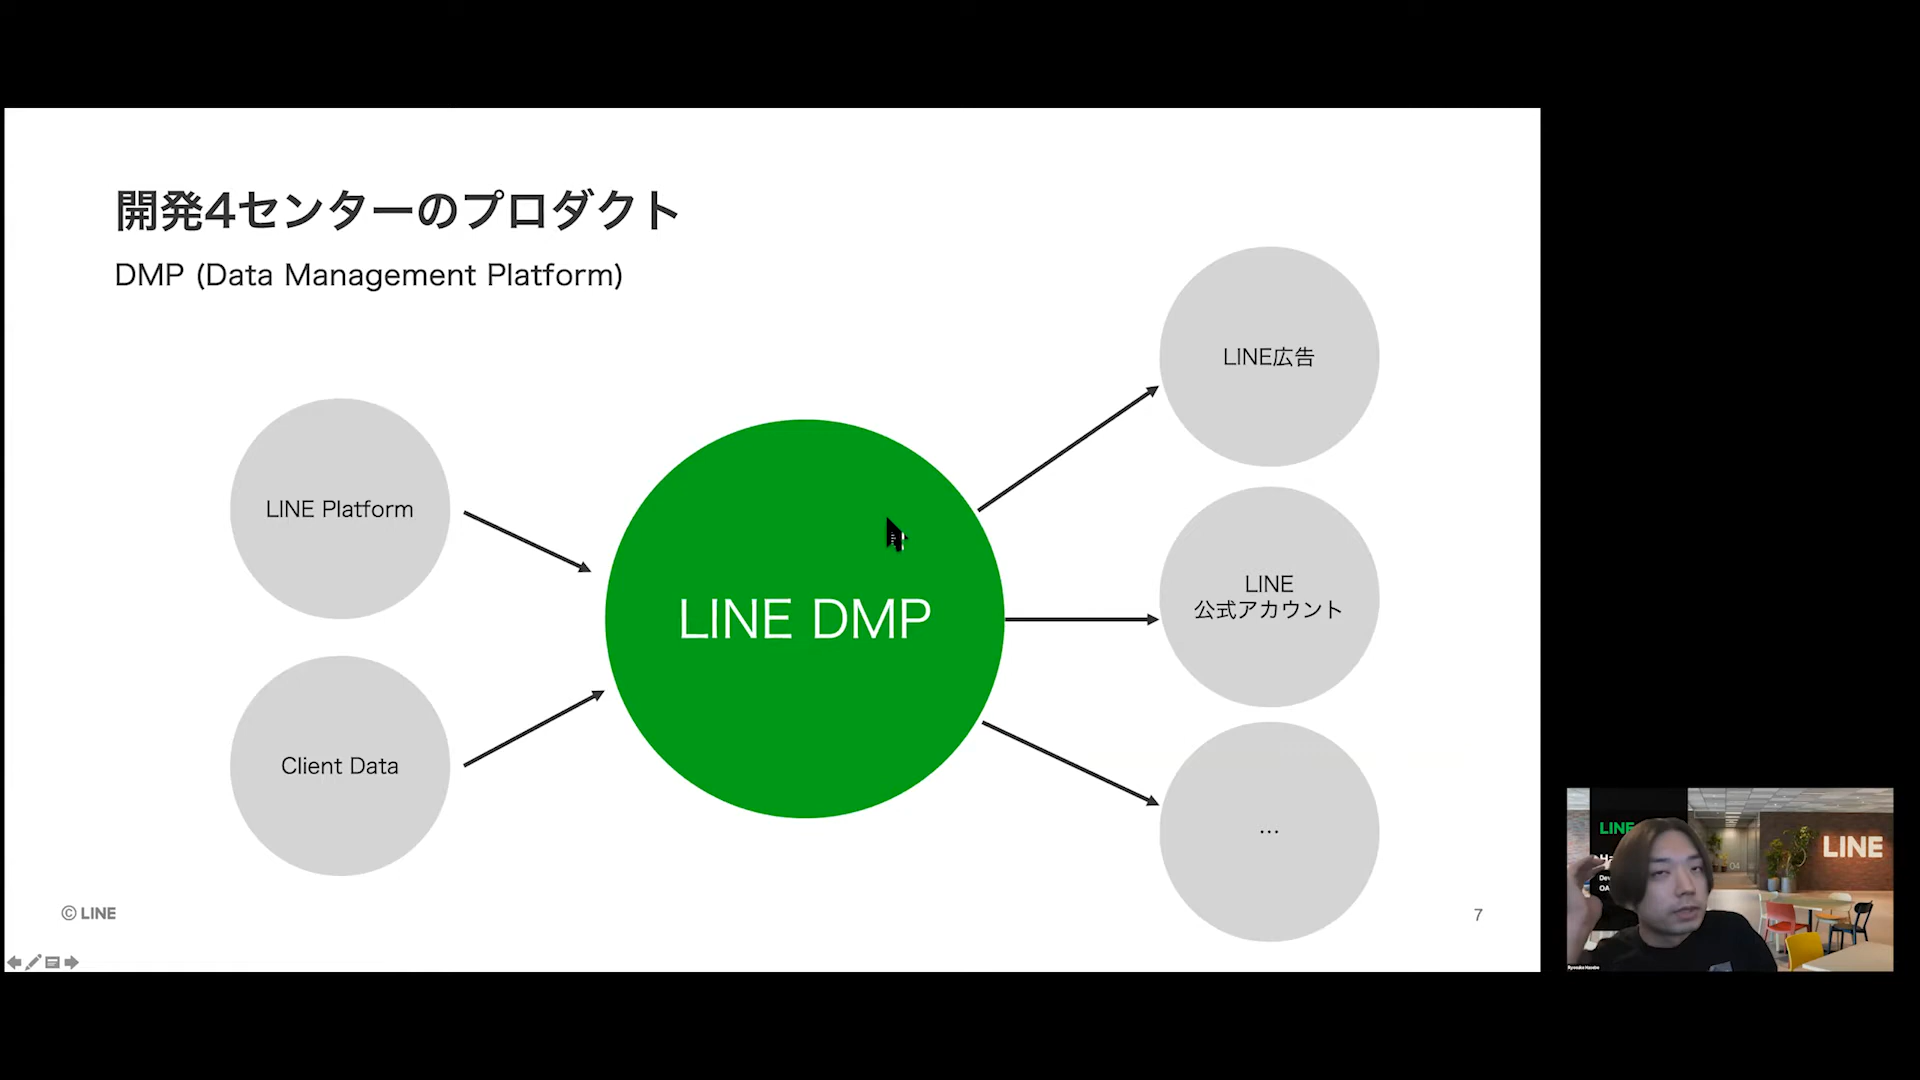 開発4センターのプロダクト
DMP (Data Management Platform)
LINE広告
LINE Platform
LINE
公式アカウント
LINE DMP
Client Data
…
© LINE
7
LINE
LINE
04